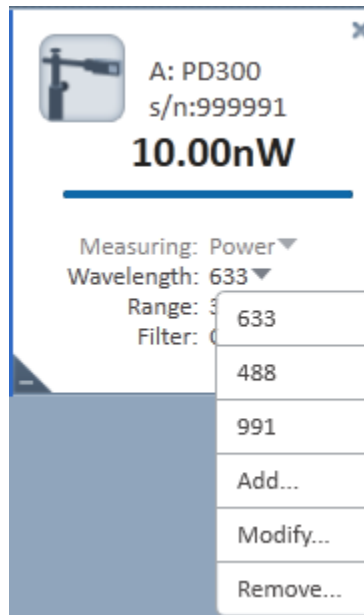 A: PD300
s/n:999991
10.00nW
Measuring: Power
Wavelength: 633
Range:
Filter:
633
488
991
Add...
Modify...
Remove...